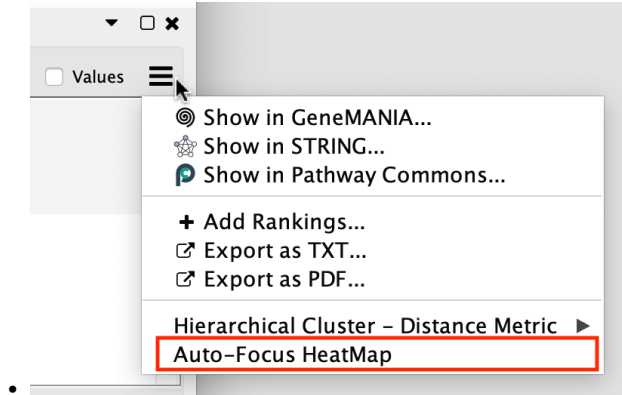 Values
Show in GeneMANIA...
Show in STRING...
Show in Pathway Commons...
Add Rankings...
Export as TXT...
Export as PDF...
Hierarchical Cluster – Distance Metric
Auto-Focus HeatMap